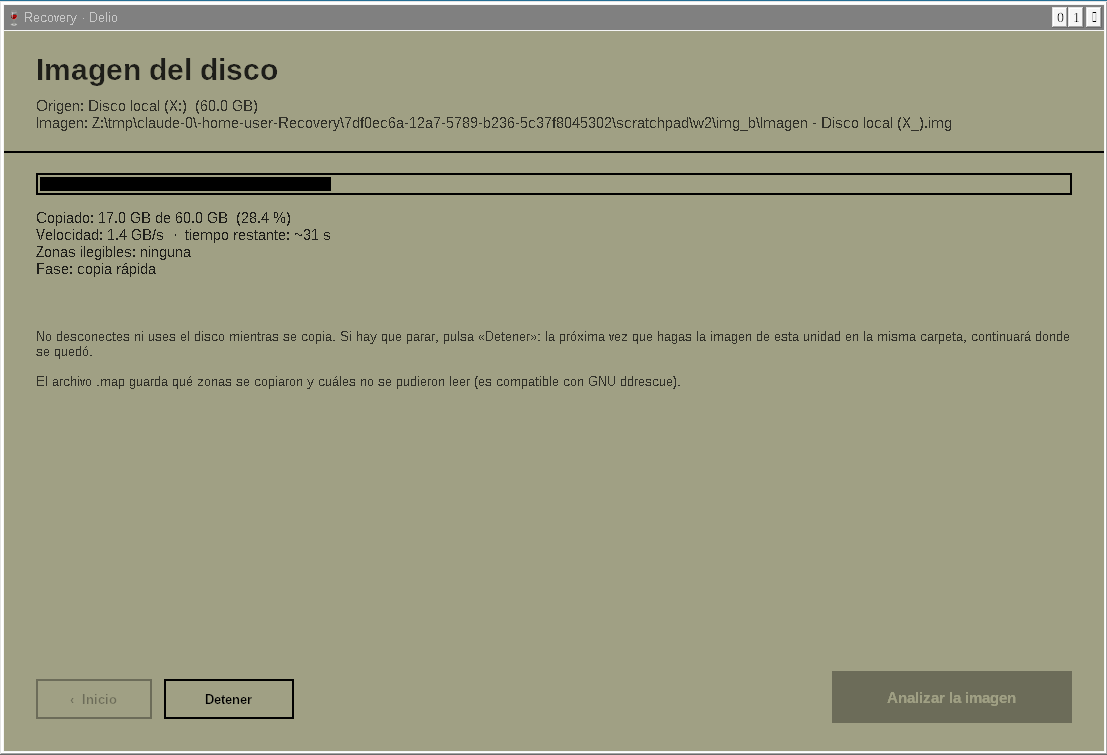 Recovery · Delio
0 1
Imagen del disco
Origen: Disco local (X:)  (60.0 GB)
Imagen: Z:\tmp\claude-0\-home-user-Recovery\7df0ec6a-12a7-5789-b236-5c37f8045302\scratchpad\w2\img_b\Imagen - Disco local (X_).img
Copiado: 17.0 GB de 60.0 GB  (28.4 %)
Velocidad: 1.4 GB/s  ·  tiempo restante: ~31 s
Zonas ilegibles: ninguna
Fase: copia rápida
No desconectes ni uses el disco mientras se copia. Si hay que parar, pulsa «Detener»: la próxima vez que hagas la imagen de esta unidad en la misma carpeta, continuará donde
se quedó.
El archivo .map guarda qué zonas se copiaron y cuáles no se pudieron leer (es compatible con GNU ddrescue).
‹ Inicio
Detener
Analizar la imagen